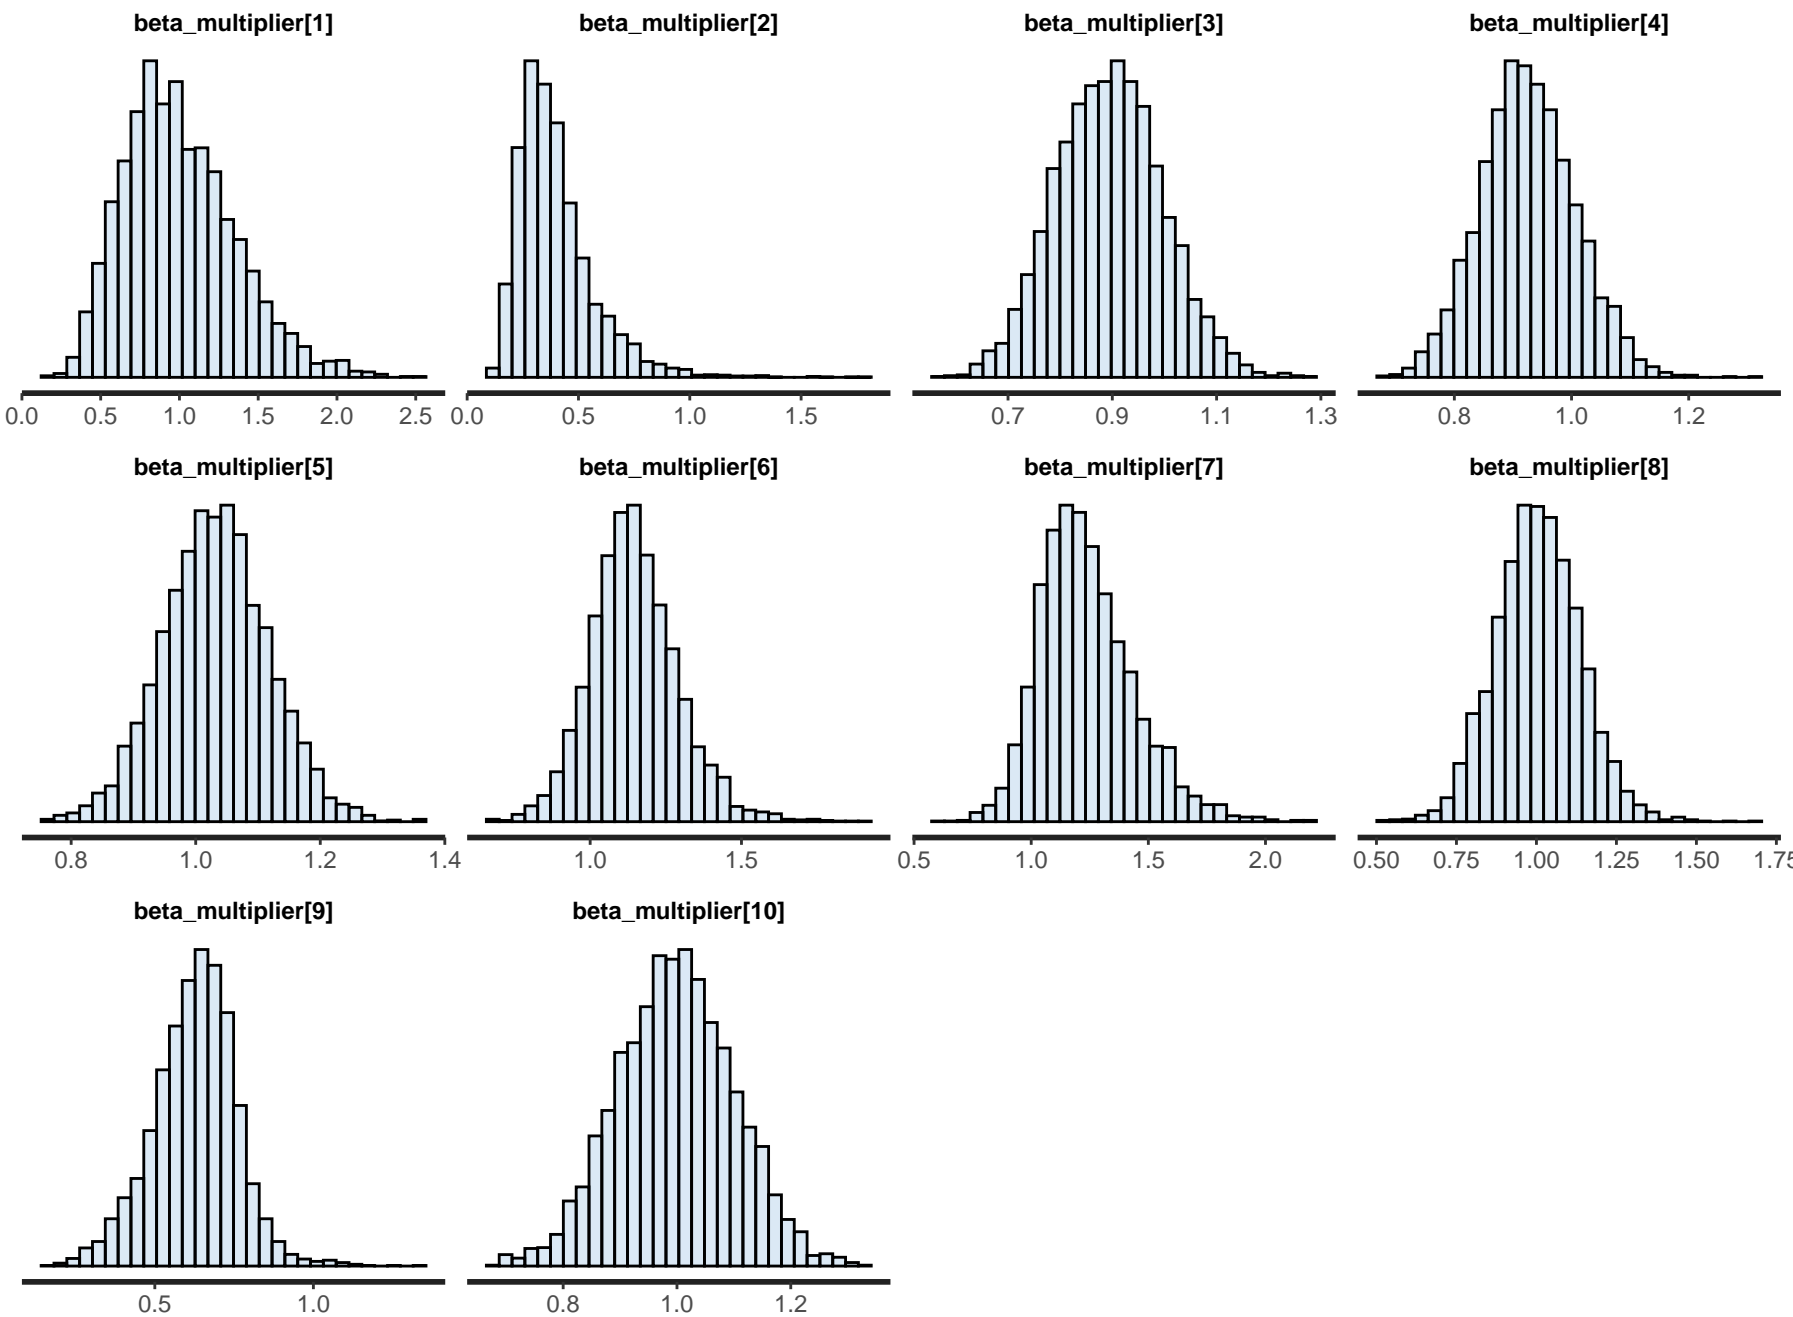 beta_multiplier[1] beta_multiplier[2] beta_multiplier[3] beta_multiplier[4]
0.0 0.5 1.0 1.5 2.0 2.5 0.0 0.5 1.0 1.5 0.7 0.9 1.1 1.3 0.8 1.0 1.2
beta_multiplier[5] beta_multiplier[6] beta_multiplier[7] beta_multiplier[8]
0.8 1.0 1.2 1.4 1.0 1.5 0.5 1.0 1.5 2.0 0.50 0.75 1.00 1.25 1.50 1.75
beta_multiplier[9] beta_multiplier[10]
0.5 1.0 0.8 1.0 1.2